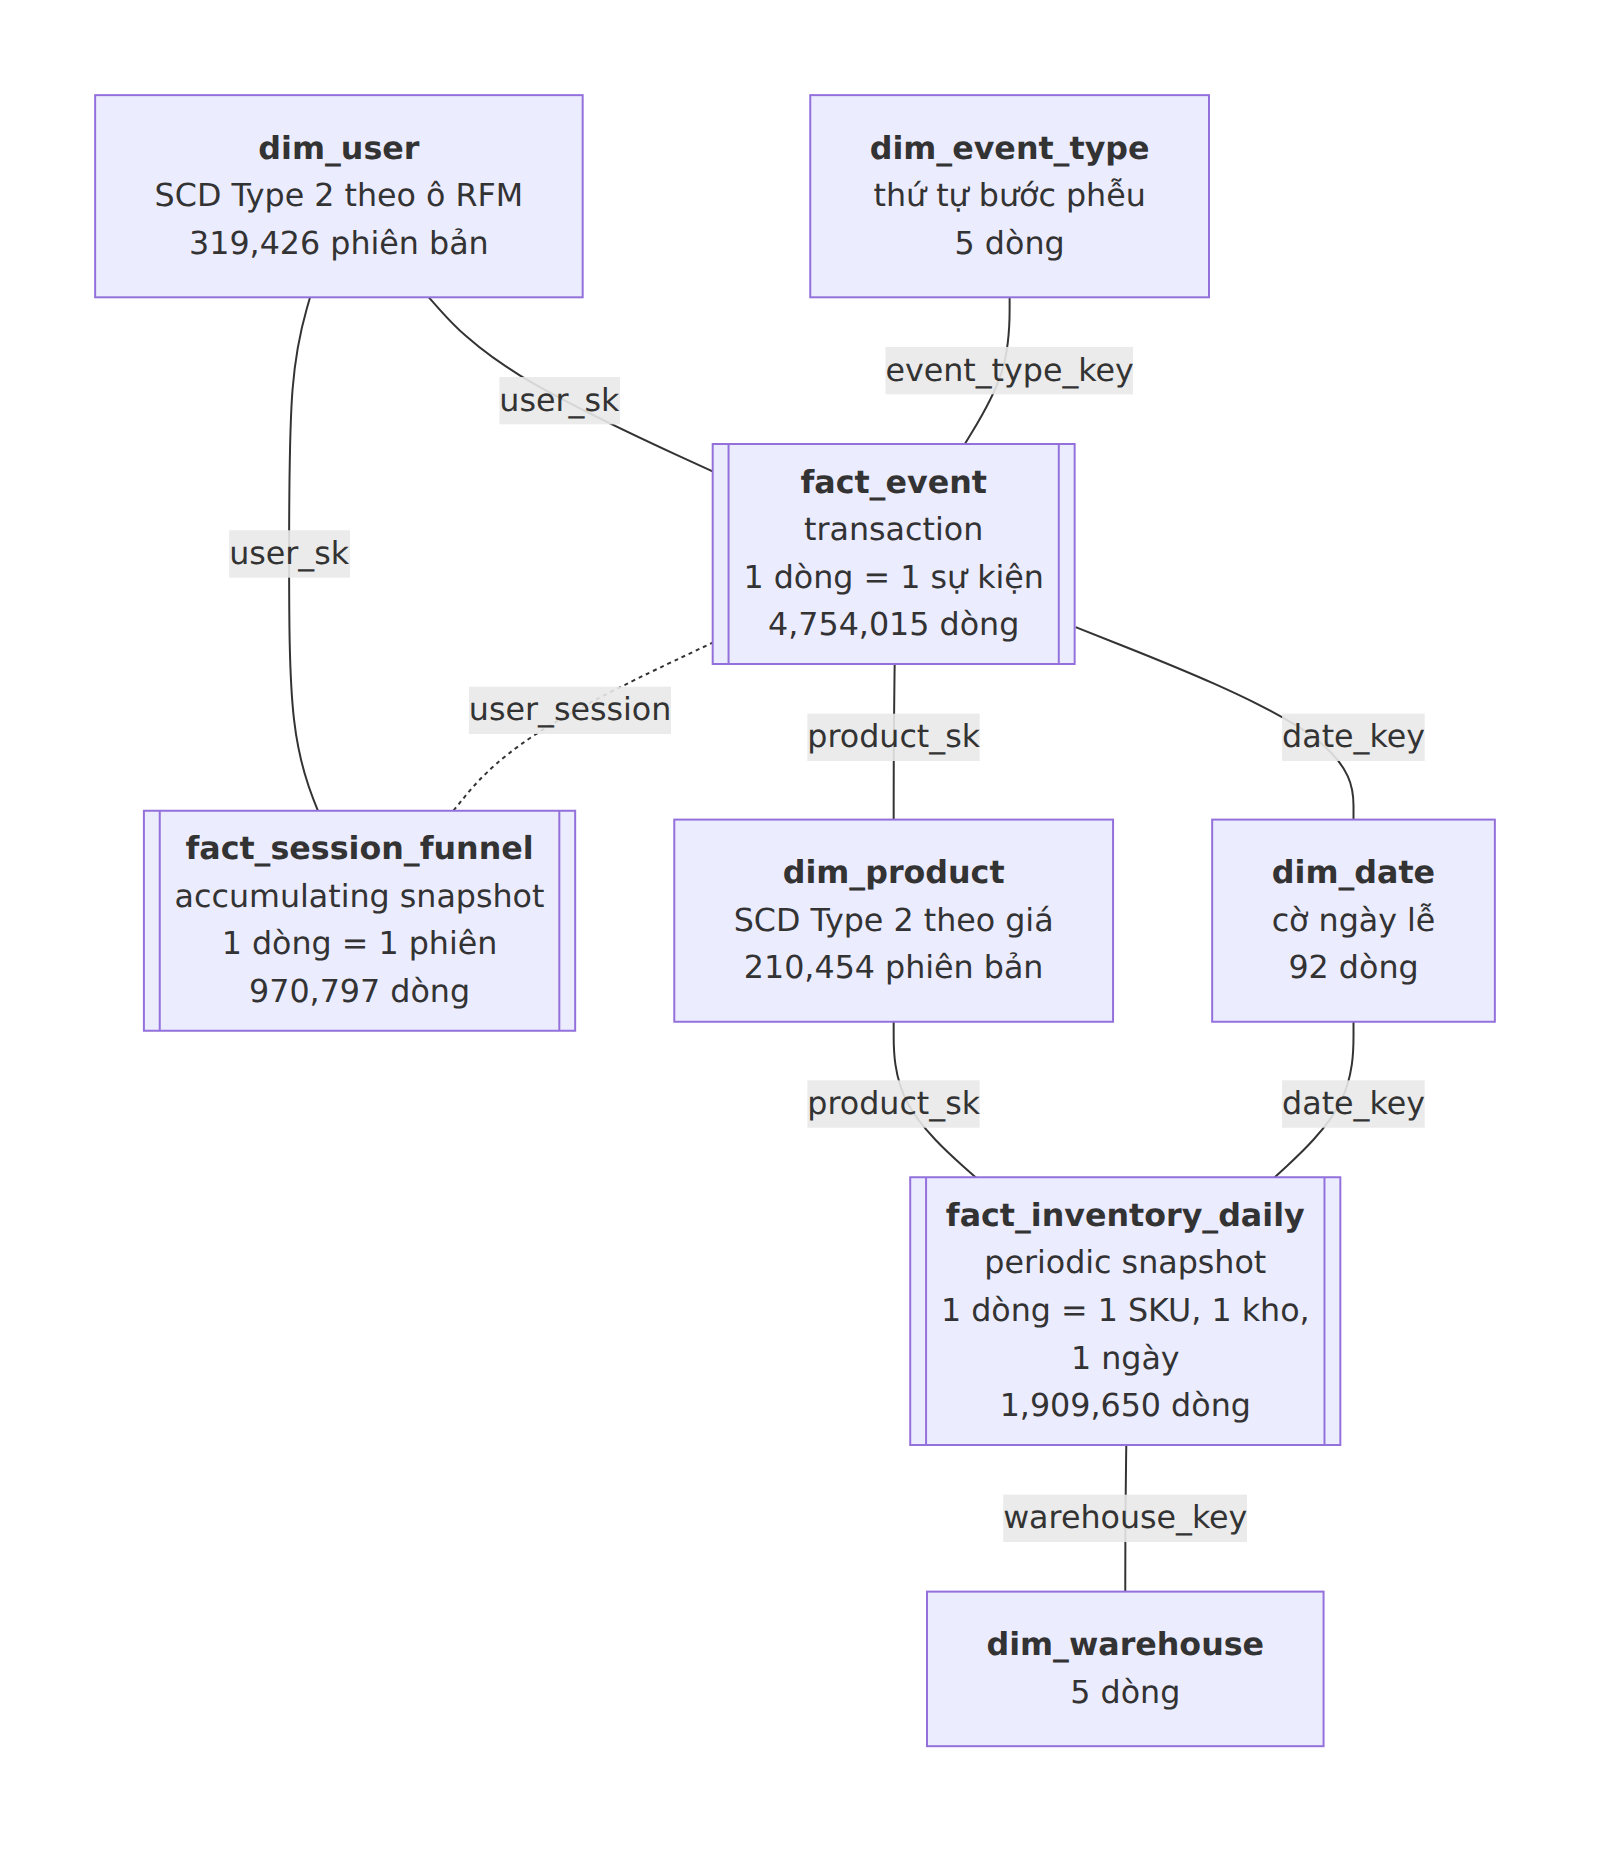 dim_user
SCD Type 2 theo ô RFM
319,426 phiên bản
dim_event_type
thứ tự bước phễu
5 dòng
event_type_key
user_sk
fact_event
transaction
1 dòng = 1 sự kiện
4,754,015 dòng
user_sk
user_session
product_sk
date_key
fact_session_funnel
accumulating snapshot
1 dòng = 1 phiên
970,797 dòng
dim_product
SCD Type 2 theo giá
210,454 phiên bản
dim_date
cờ ngày lễ
92 dòng
product_sk
date_key
fact_inventory_daily
periodic snapshot
1 dòng = 1 SKU, 1 kho,
1 ngày
1,909,650 dòng
warehouse_key
dim_warehouse
5 dòng